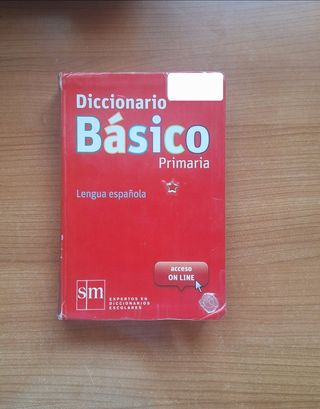 Diccionario
Básico
Primaria
Lengua española
acceso
ON LINE
sm
EXPERTOS EN
DICCIONARIOS
ESCOLARES